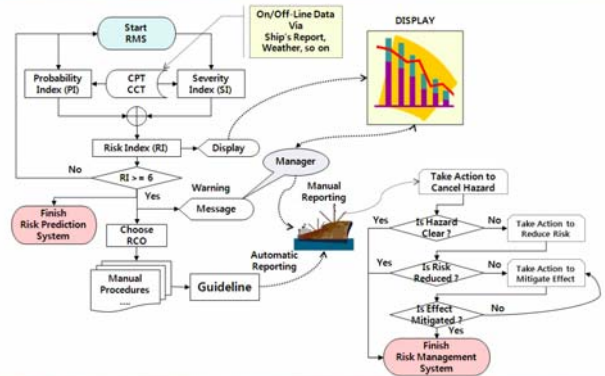 On/Off-Line Data
Via
Ship's Report,
Weather, so on
DISPLAY
Start
RMS
Probability
Index (PI)
CPT
CCT
Severity
Index (SI)
Risk Index (RI)
Display
Manager
No
RI >= 6
Yes
Warning
Message
Manual
Reporting
Take Action to
Cancel Hazard
Finish
Risk Prediction
System
Choose
RCO
Yes
Is Hazard
Clear ?
No
Take Action to
Reduce Risk
Automatic
Reporting
Manual
Procedures
....
Guideline
Yes
Is Risk
Reduced ?
No
Take Action to
Mitigate Effect
Is Effect
Mitigated ?
No
Yes
Finish
Risk Management
System